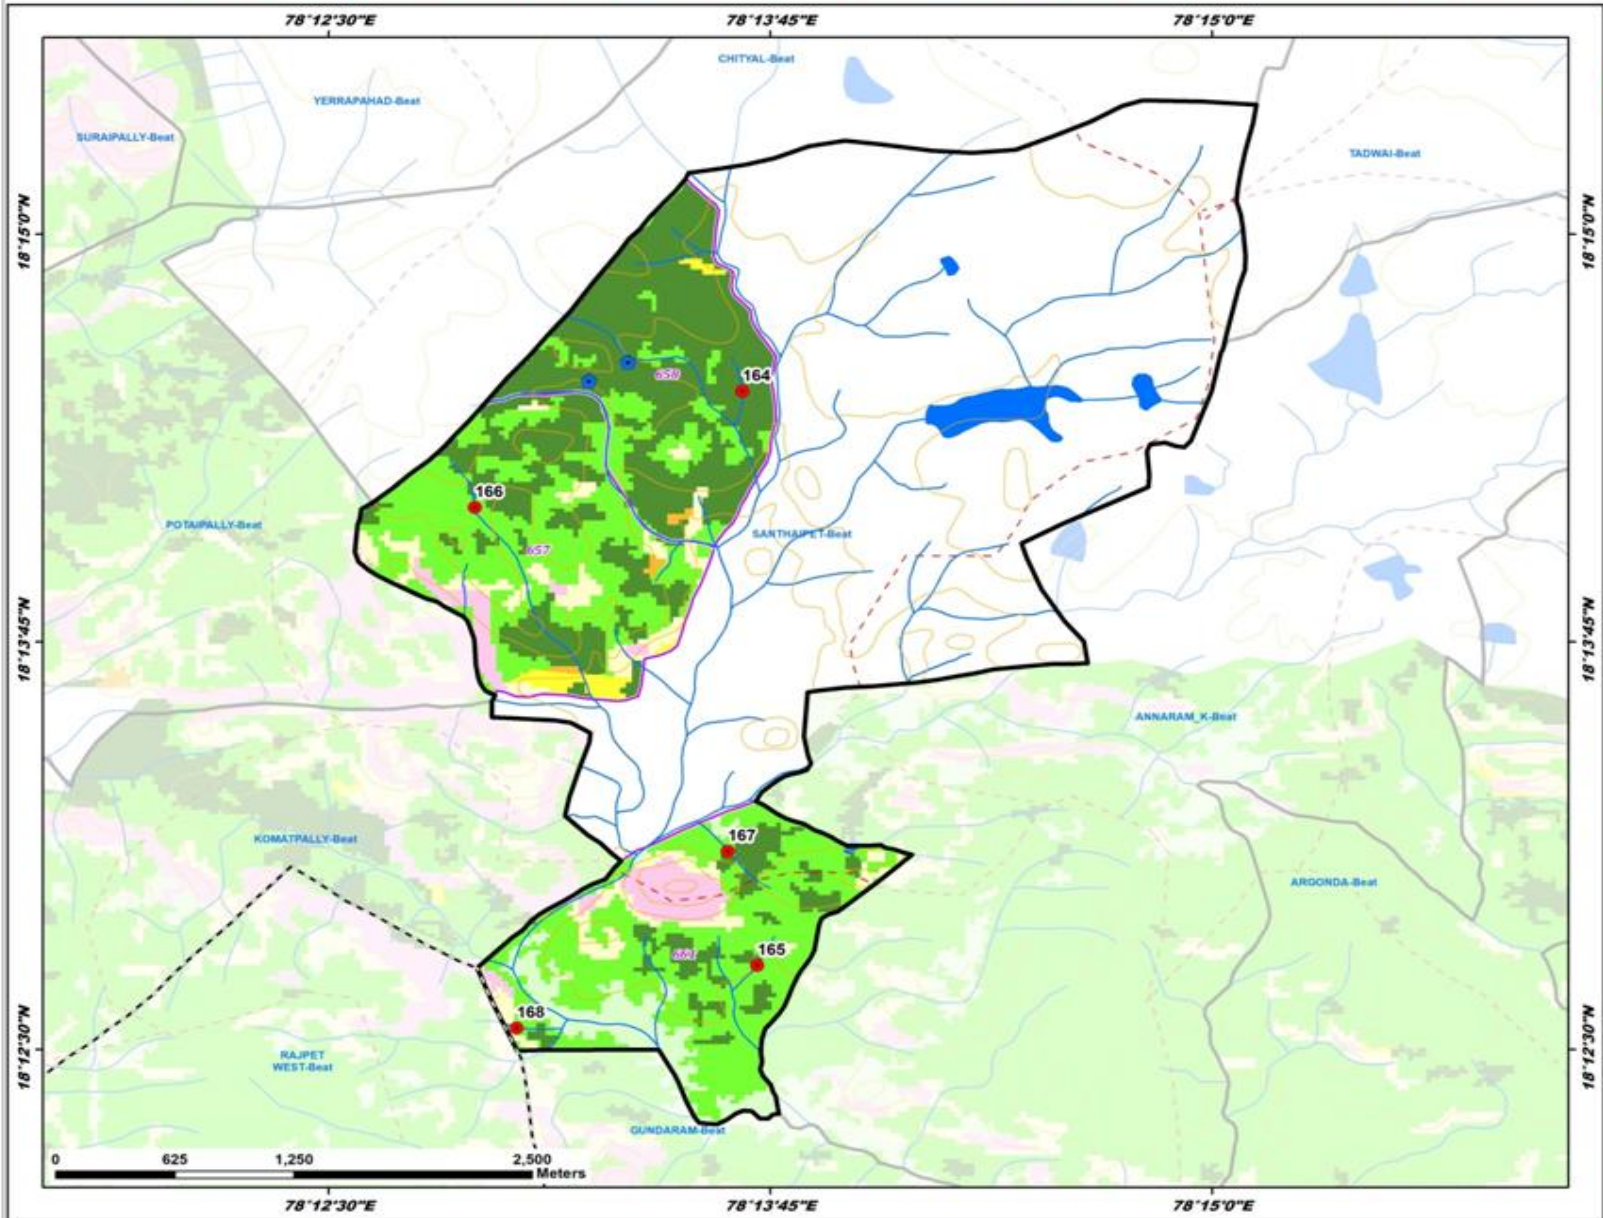 78°12'30"E
78°13'45"E
78°15'0"E
CHITYAL-Beat
YERRAPAHAD-Beat
SURAIPALLY-Beat
TADWAI-Beat
18°15'0"N
18°15'0"N
658
164
166
POTAIPALLY-Beat
SANTHAIPET-Beat
657
18°13'45"N
18°13'45"N
ANNARAM_K-Beat
KOMATPALLY-Beat
167
ARGONDA-Beat
661
165
168
18°12'30"N
18°12'30"N
RAJPET
WEST-Beat
GUNDARAM-Beat
0
625
1,250
2,500
Meters
78°12'30"E
78°13'45"E
78°15'0"E